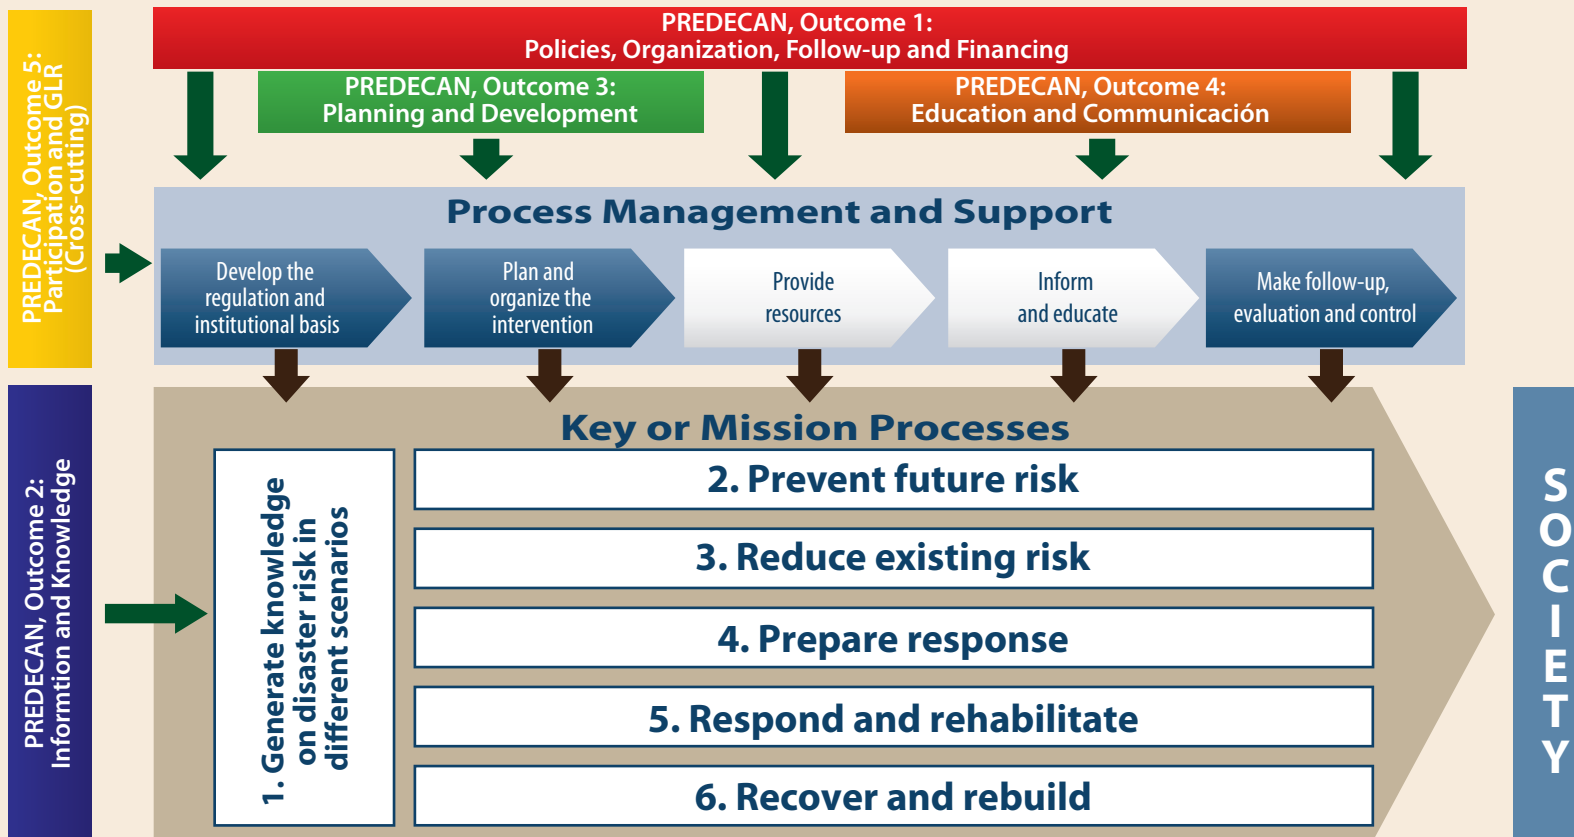 PREDECAN, Outcome 1:
Policies, Organization, Follow-up and Financing
PREDECAN, Outcome 3:
Planning and Development
PREDECAN, Outcome 4:
Education and Communicación
PREDECAN, Outcome 5:
Participation and GLR
(Cross-cutting)
Process Management and Support
Develop the
regulation and
institutional basis
Plan and
organize the
intervention
Provide
resources
Inform
and educate
Make follow-up,
evaluation and control
PREDECAN, Outcome 2:
Informtion and Knowledge
Key or Mission Processes
1. Generate knowledge
on disaster risk in
different scenarios
2. Prevent future risk
3. Reduce existing risk
4. Prepare response
5. Respond and rehabilitate
6. Recover and rebuild
SOCIETY